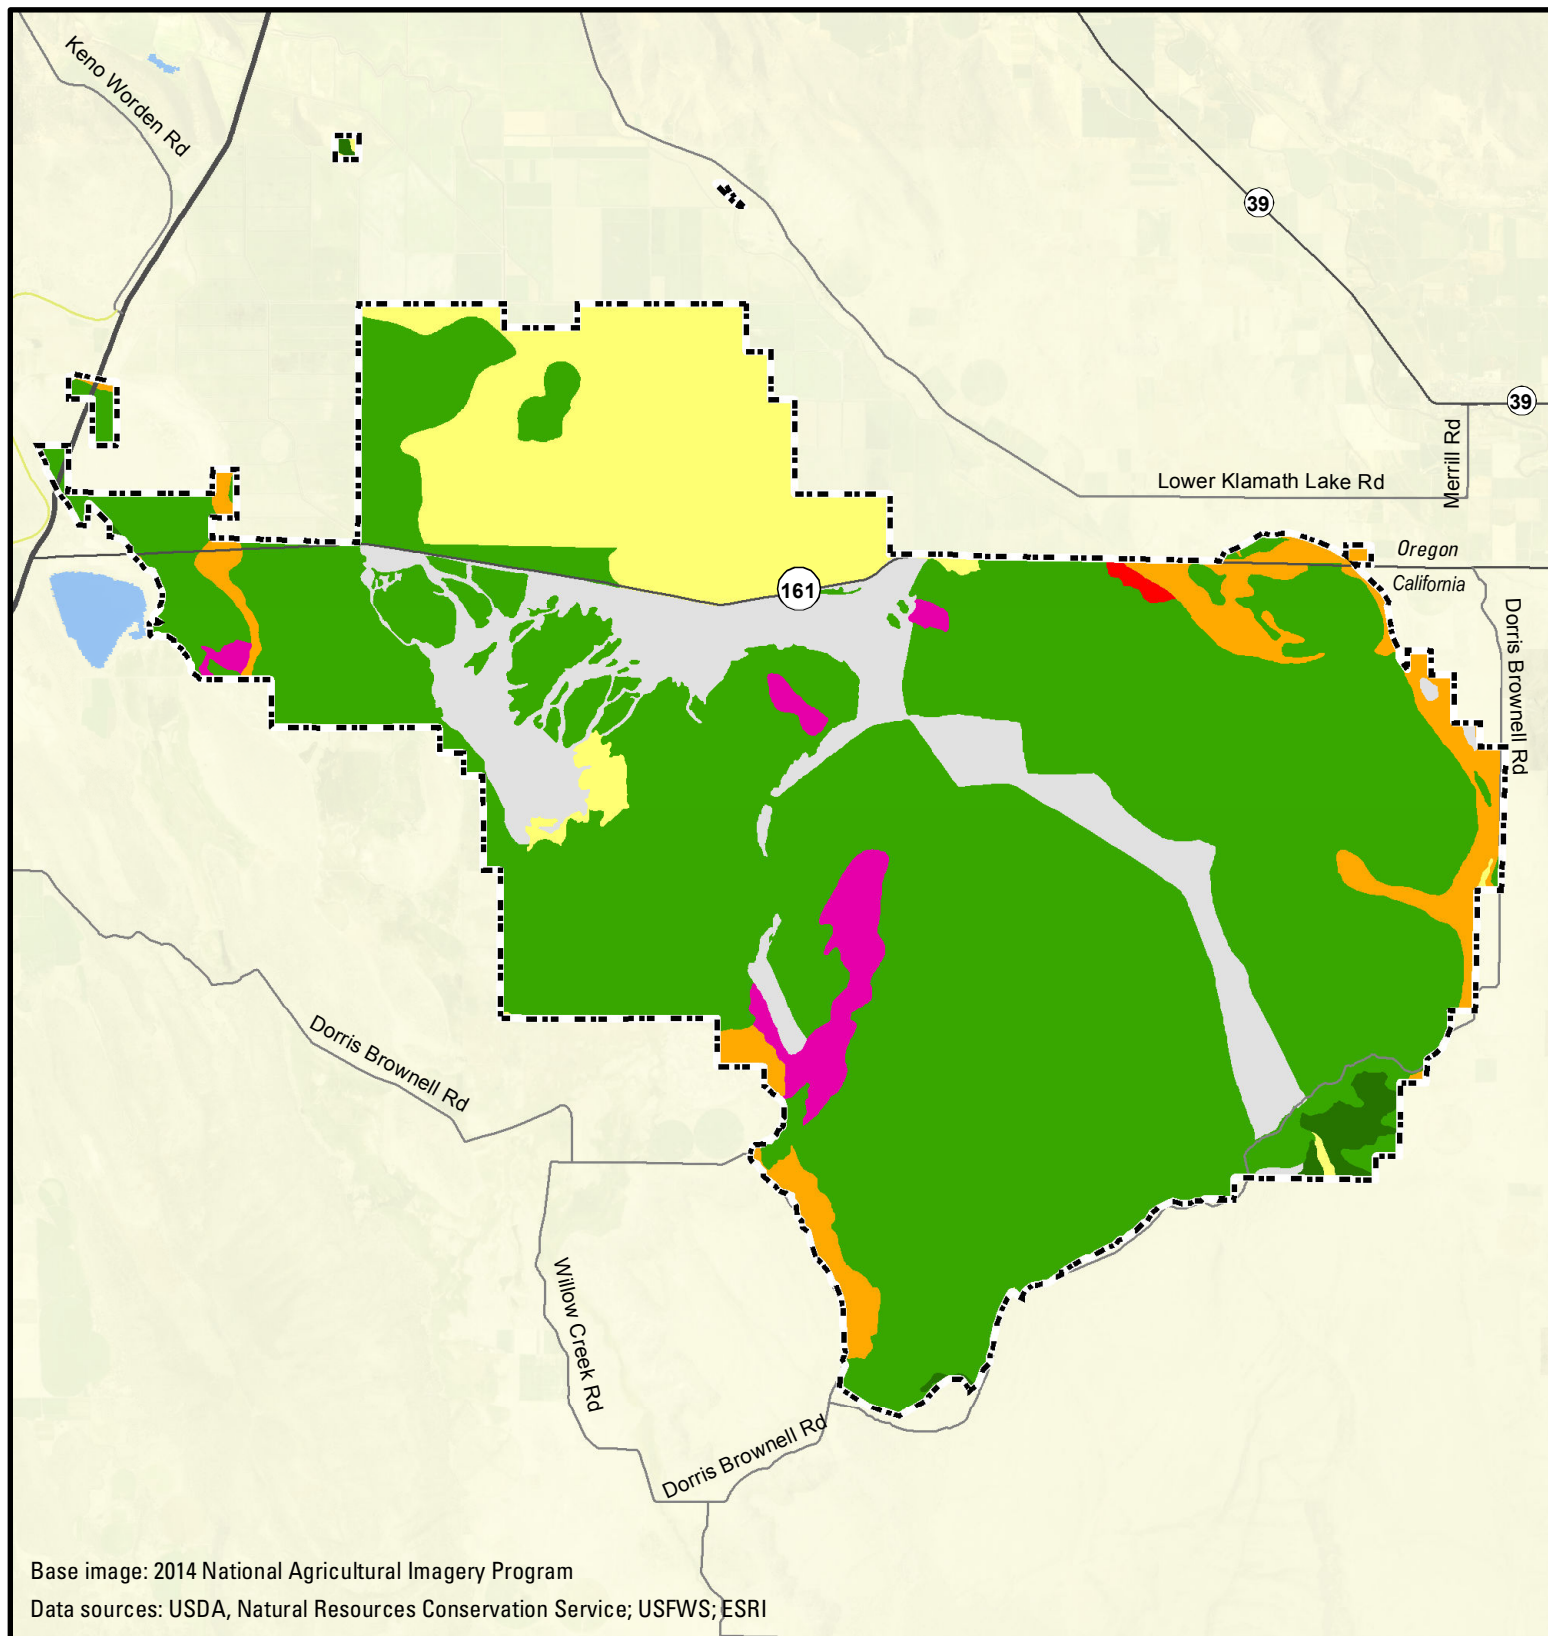 Keno Worden Rd
39
39
Merrill Rd
Lower Klamath Lake Rd
Oregon
California
161
Dorris Brownell Rd
Dorris Brownell Rd
Willow Creek Rd
Dorris Brownell Rd
Base image: 2014 National Agricultural Imagery Program
Data sources: USDA, Natural Resources Conservation Service; USFWS; ESRI